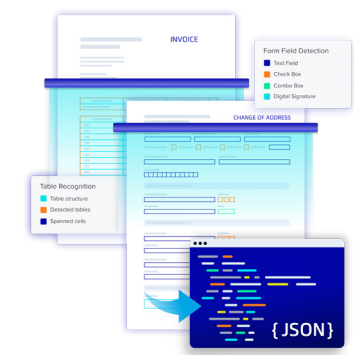 INVOICE
Form Field Detection
Text Field
Check Box
Combo Box
Digital Signature
CHANGE OF ADDRESS
Table Recognition
Table structure
Detected tables
Spanned cells
{JSON}